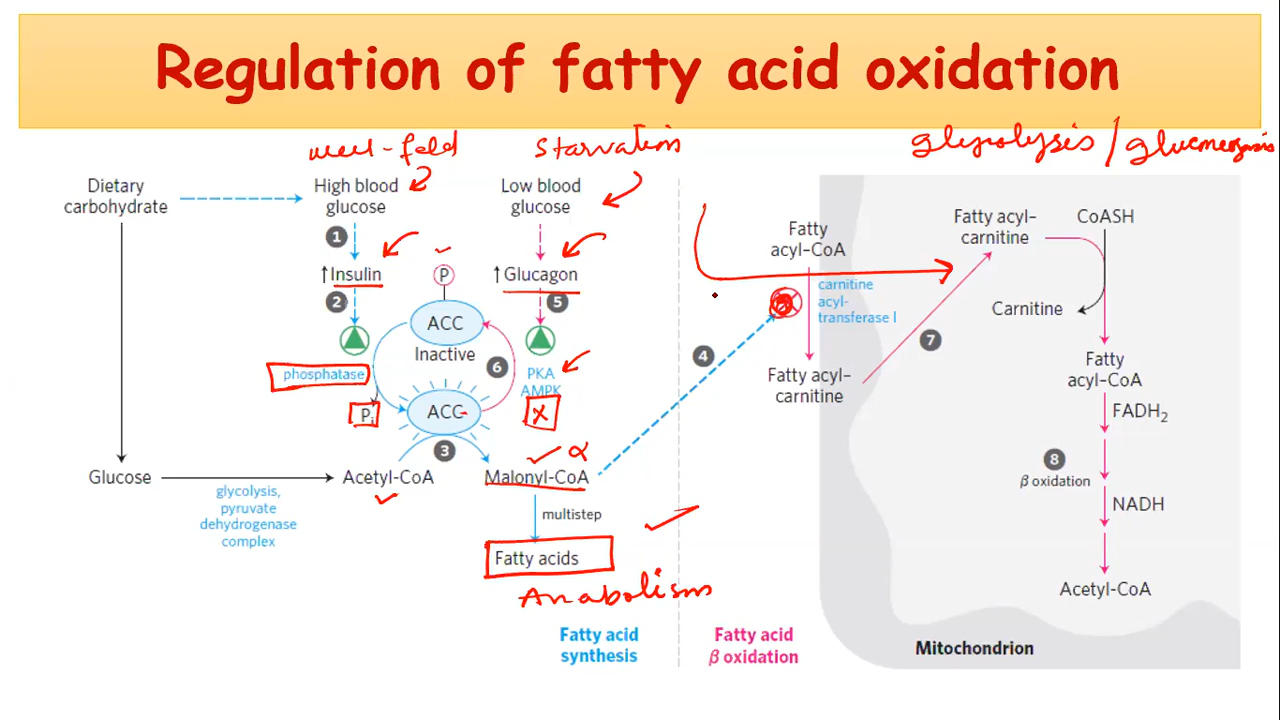 Regulation of fatty acid oxidation
well-fed
Starvation
glycolysis / gluconeogenesis
Dietary
carbohydrate
High blood
glucose
Low blood
glucose
Fatty
acyl-CoA
Fatty acyl-
carnitine
CoASH
1
↑Insulin
P
↑Glucagon
carnitine
acyl-
transferase I
Carnitine
2
5
ACC
Inactive
4
7
phosphatase
6
PKA
AMPK
Fatty acyl-
carnitine
Fatty
acyl-CoA
Pi
ACC
X
FADH2
3
α
8
β oxidation
Glucose
Acetyl-CoA
Malonyl-CoA
glycolysis,
pyruvate
dehydrogenase
complex
multistep
NADH
Fatty acids
Anabolism
Acetyl-CoA
Fatty acid
synthesis
Fatty acid
β oxidation
Mitochondrion